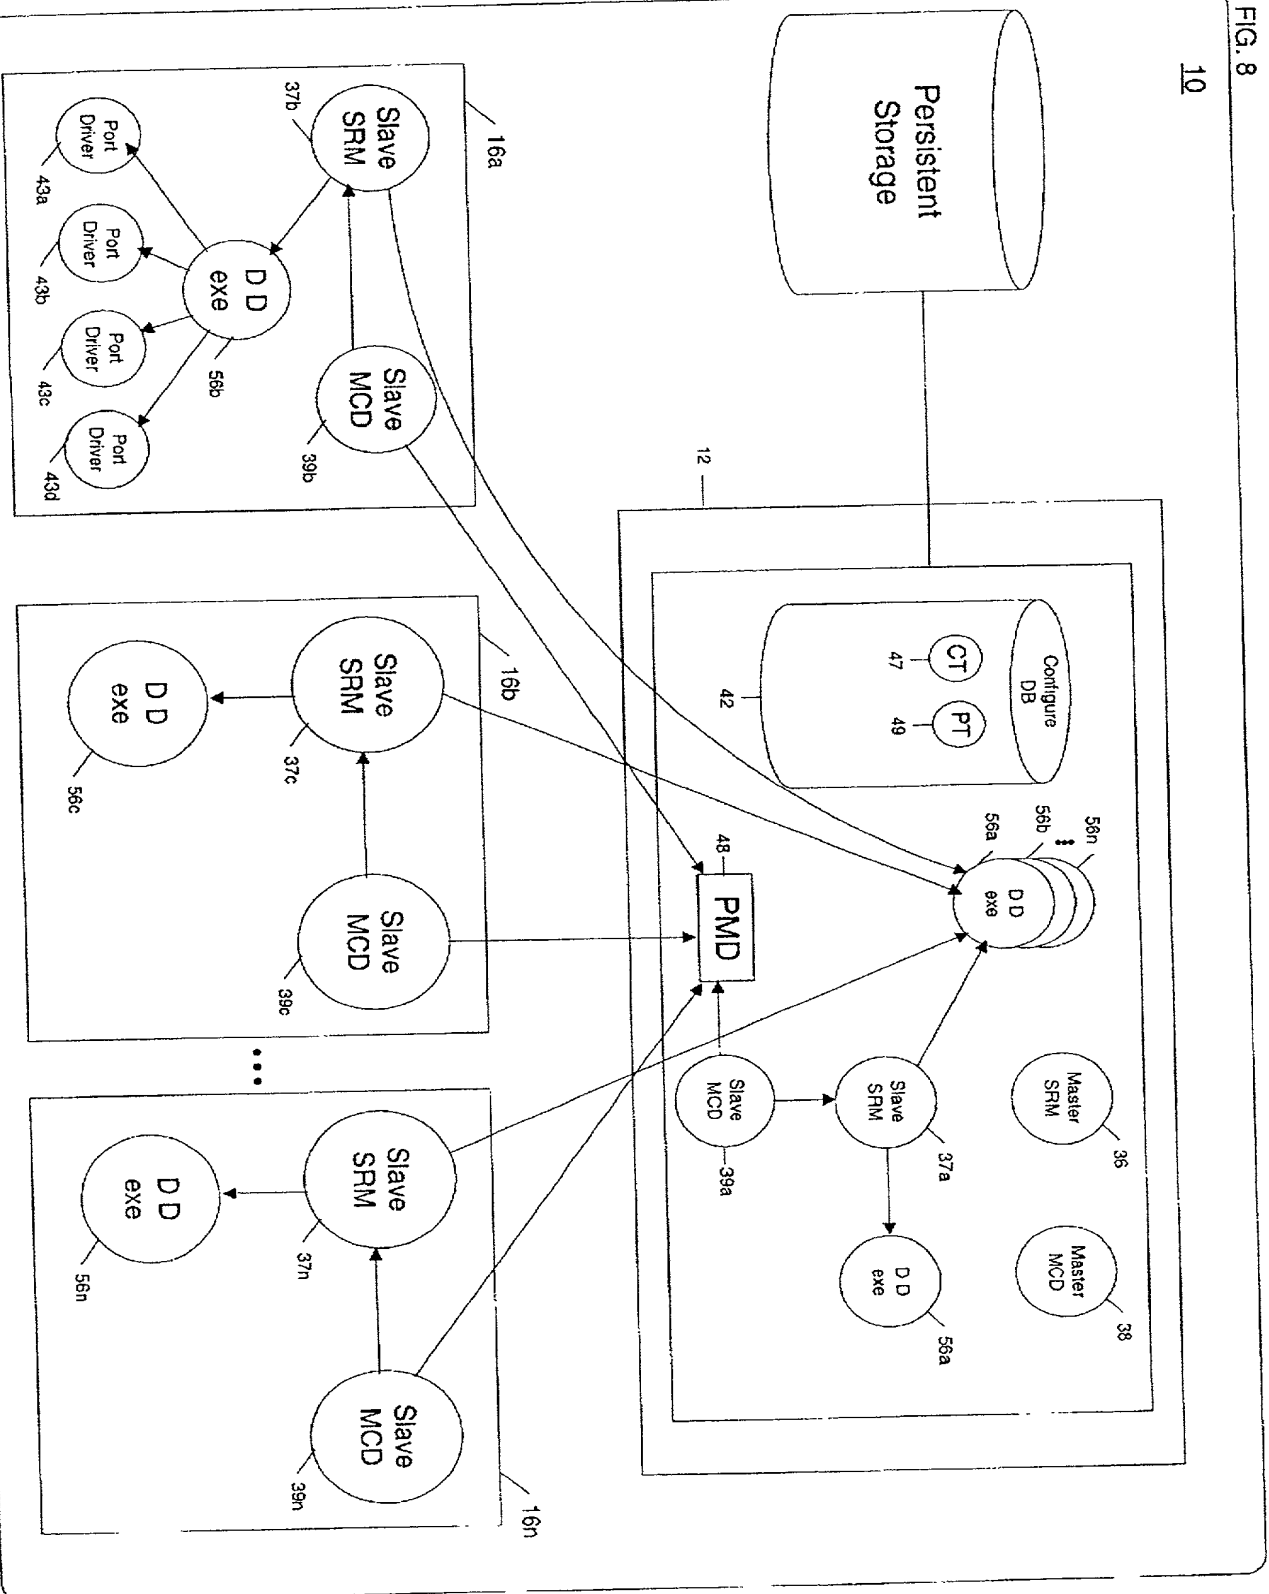 FIG. 8
10
Persistent
Storage
12
Configure
DB
CT
47
PT
49
42
56n
56b
56a
D D
exe
Master
SRM
36
Master
MCD
38
Slave
SRM
37a
D D
exe
56a
48
PMD
Slave
MCD
39a
16a
Slave
SRM
37b
Slave
MCD
39b
D D
exe
56b
Port
Driver
43a
Port
Driver
43b
Port
Driver
43c
Port
Driver
43d
16b
Slave
SRM
37c
Slave
MCD
39c
D D
exe
56c
16n
Slave
SRM
37n
Slave
MCD
39n
D D
exe
56n